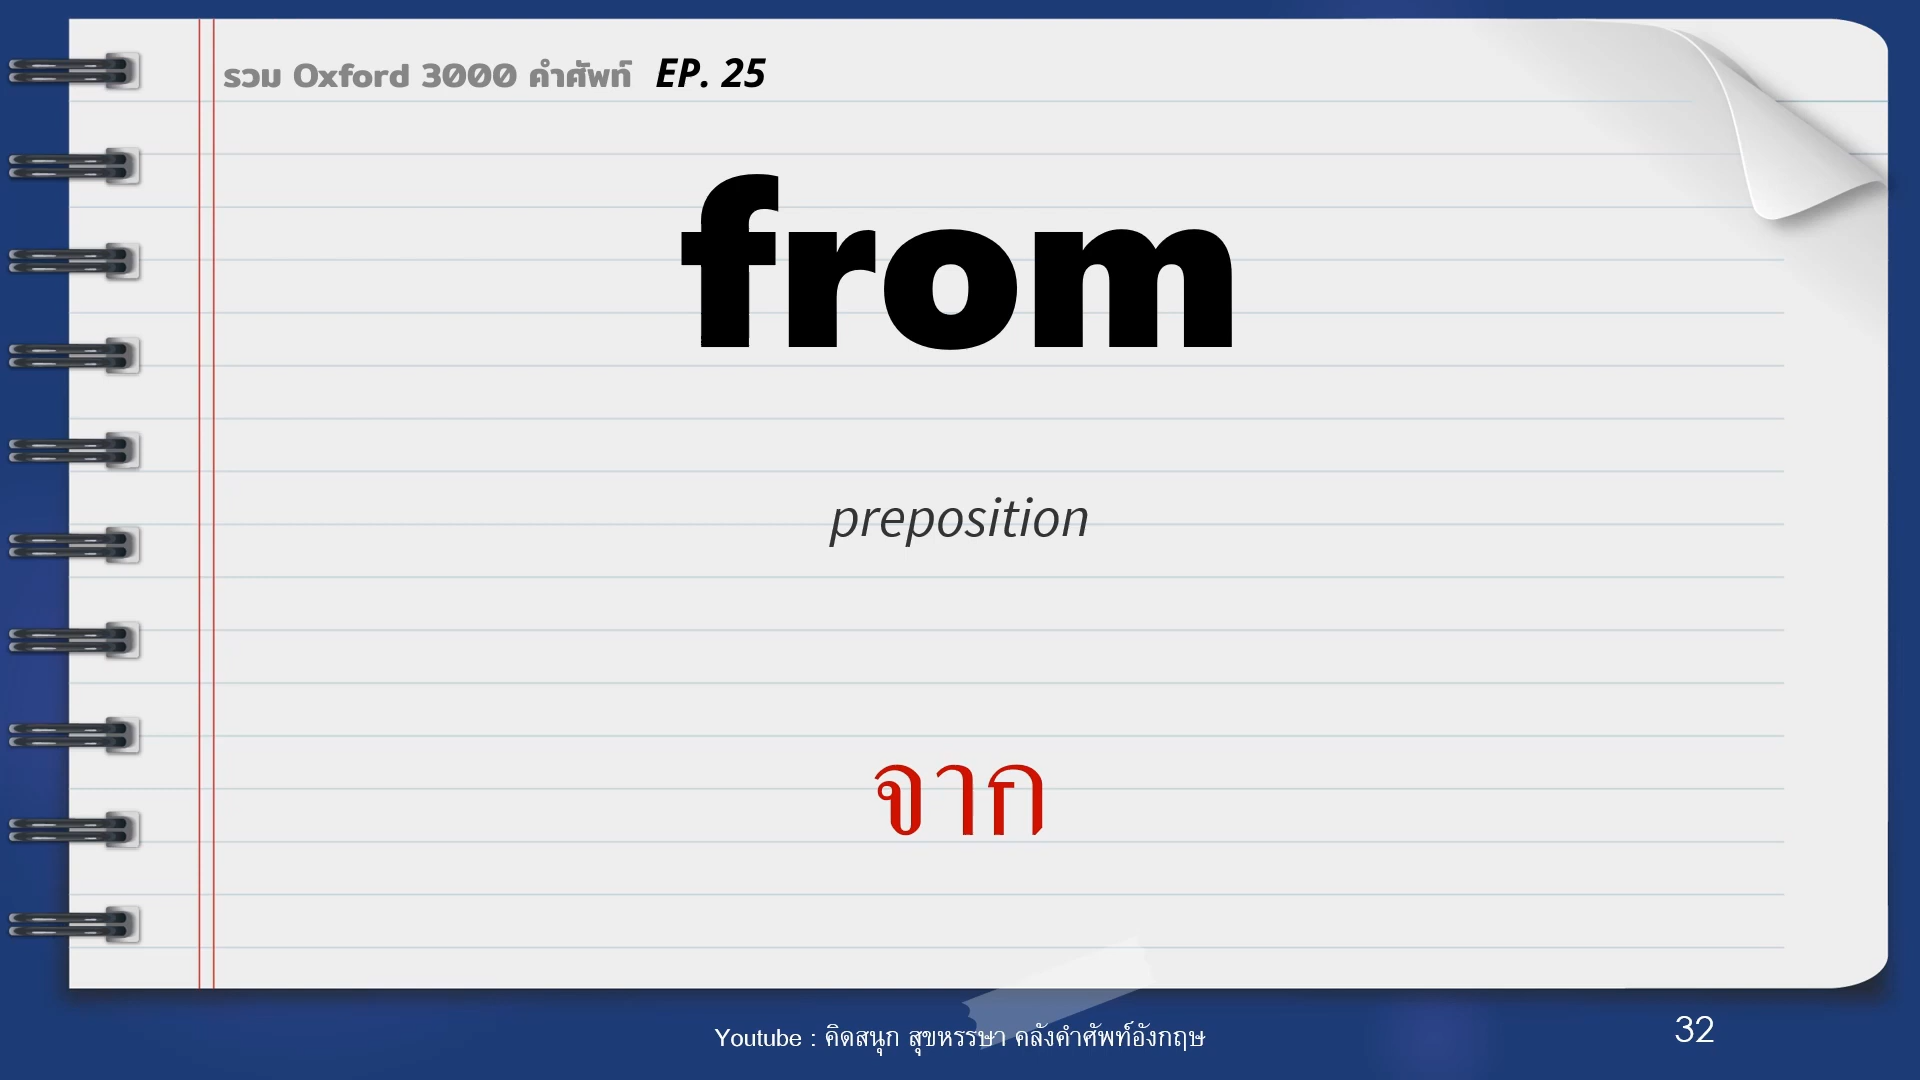 รวม Oxford 3000 คำศัพท์ EP. 25
from
preposition
จาก
Youtube : คิดสนุก สุขหรรษา คลังคำศัพท์อังกฤษ
32